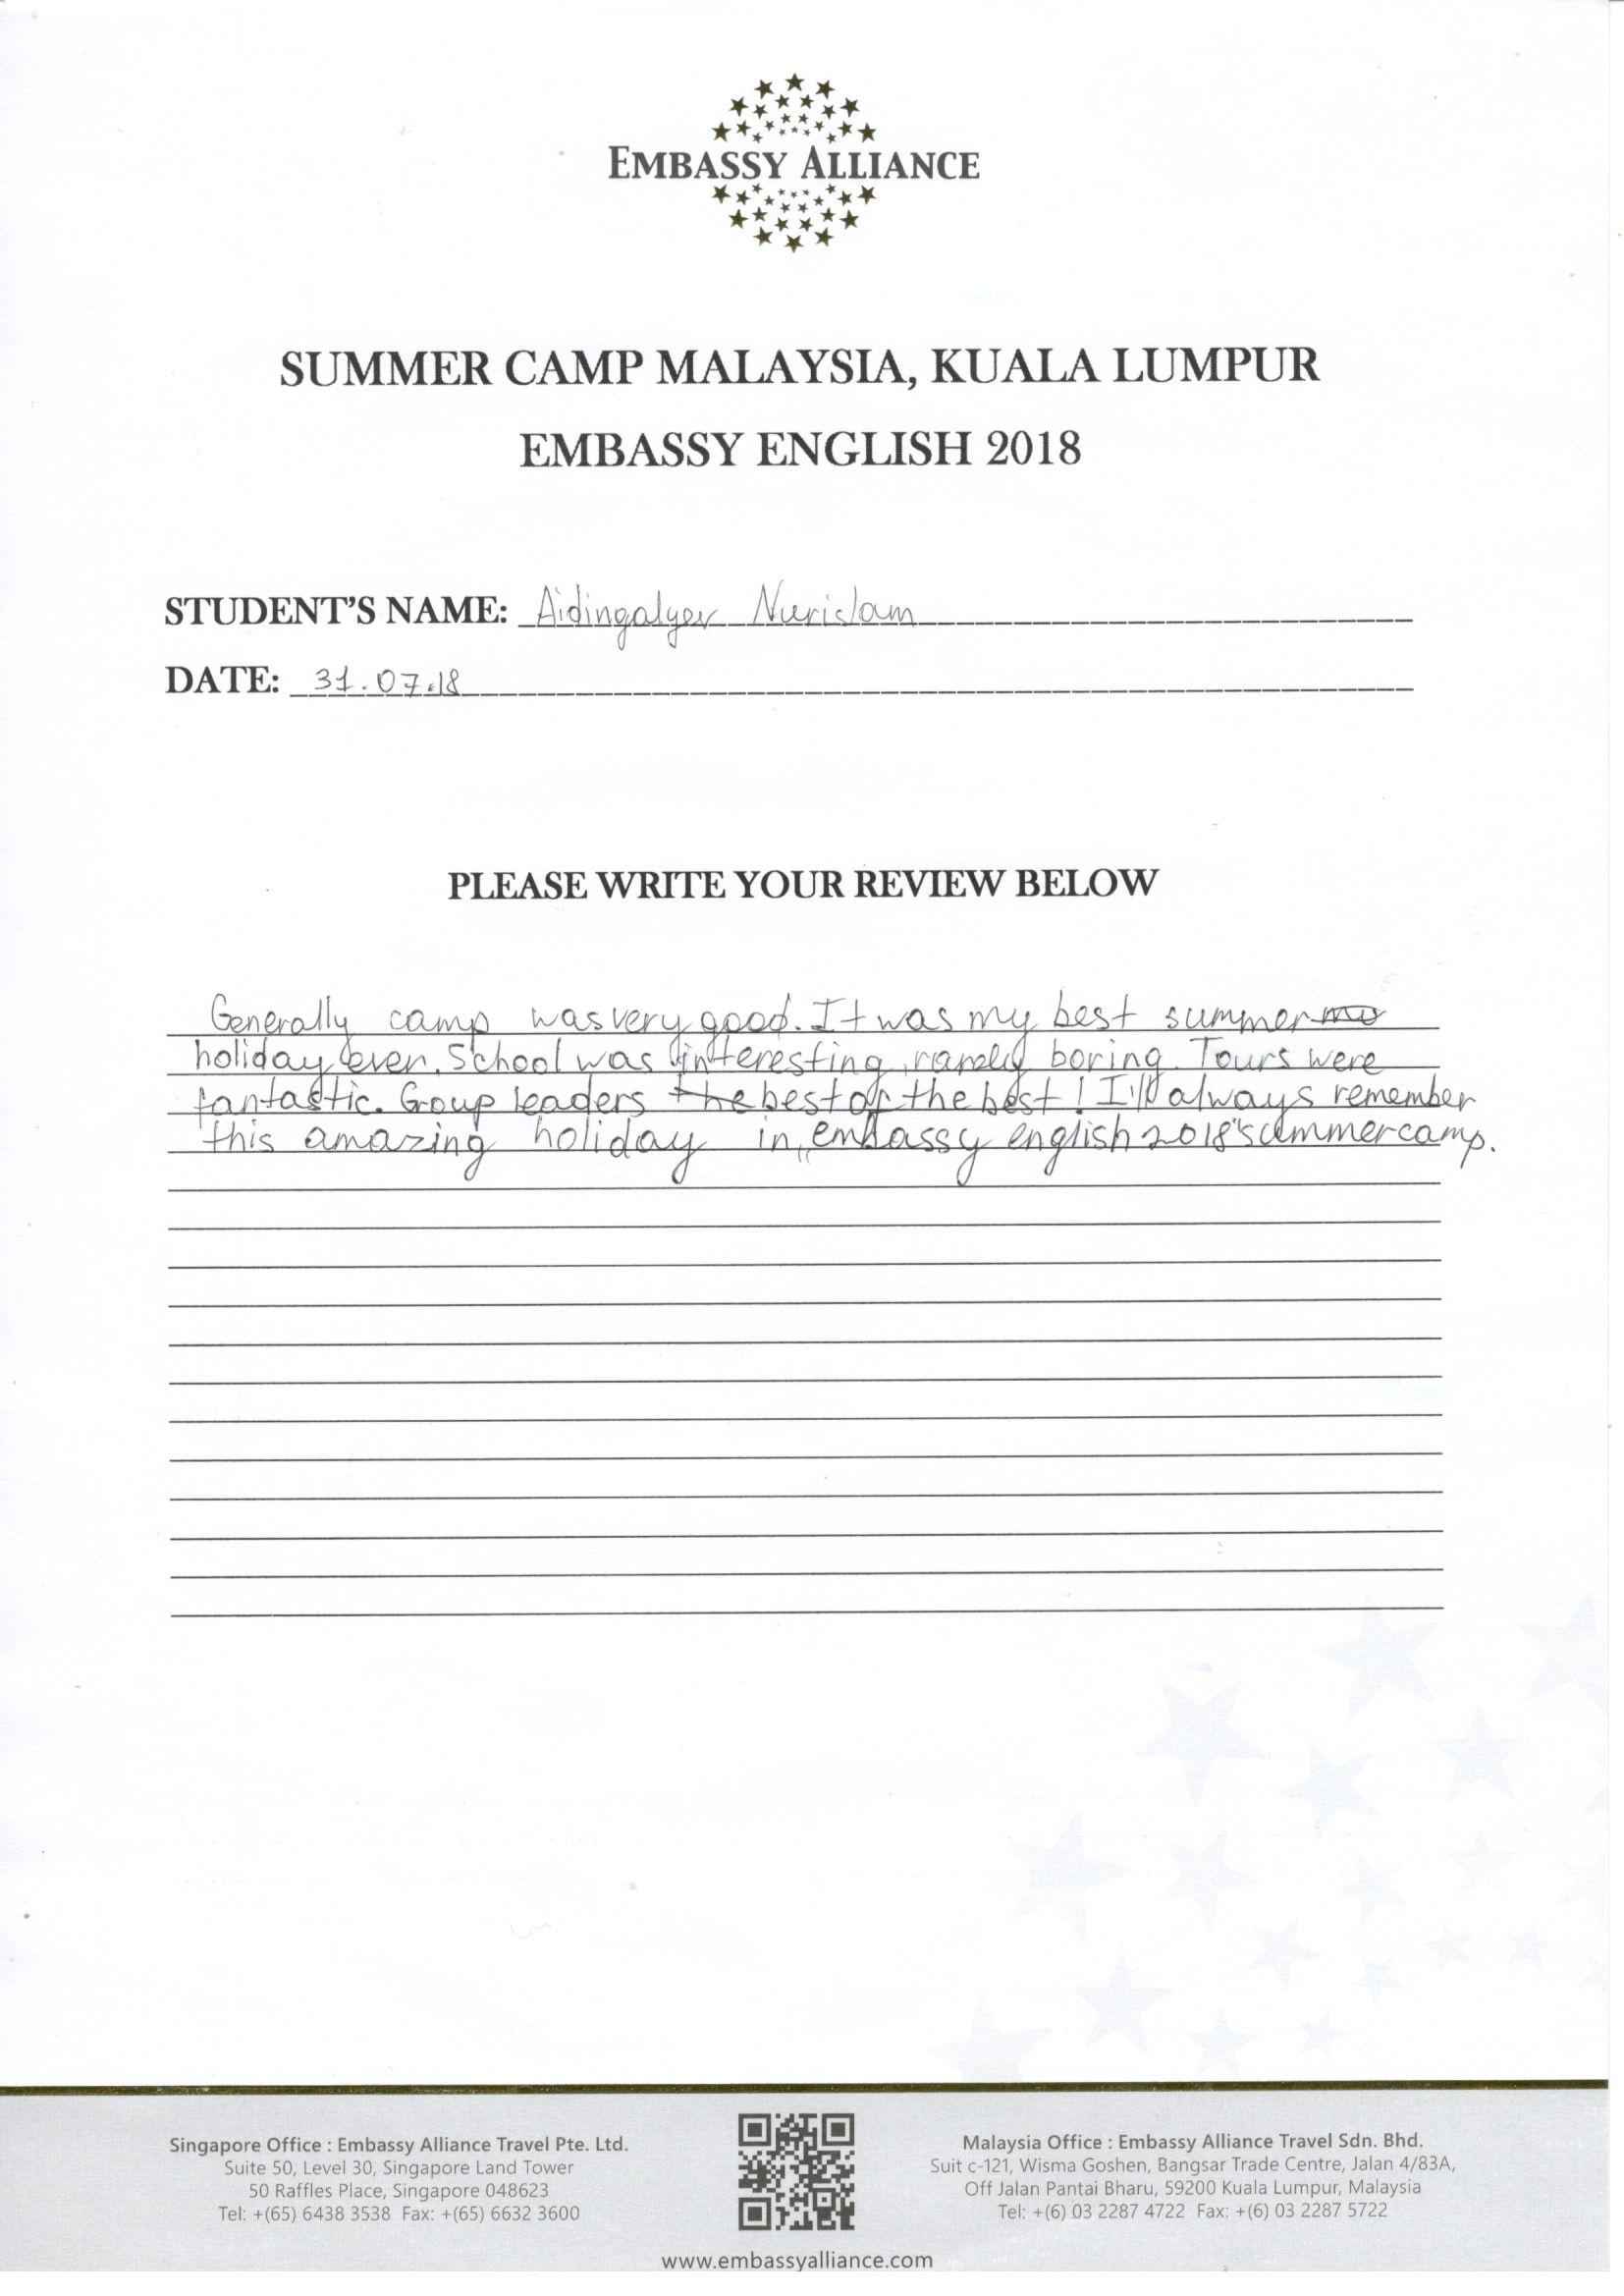 EMBASSY ALLIANCE
SUMMER CAMP MALAYSIA, KUALA LUMPUR
EMBASSY ENGLISH 2018
STUDENT'S NAME: Aidingalyev Nurislam
DATE: 31.07.18
PLEASE WRITE YOUR REVIEW BELOW
Generally camp was very good. It was my best summer
holiday ever. School was interesting, rarely boring. Tours were
fantastic. Group leaders the best of the best! I'll always remember
this amazing holiday in „embassy english 2018" summer camp.
Singapore Office : Embassy Alliance Travel Pte. Ltd.
Suite 50, Level 30, Singapore Land Tower
50 Raffles Place, Singapore 048623
Tel: +(65) 6438 3538 Fax: +(65) 6632 3600
Malaysia Office : Embassy Alliance Travel Sdn. Bhd.
Suit c-121, Wisma Goshen, Bangsar Trade Centre, Jalan 4/83A,
Off Jalan Pantai Bharu, 59200 Kuala Lumpur, Malaysia
Tel: +(6) 03 2287 4722 Fax: +(6) 03 2287 5722
www.embassyalliance.com